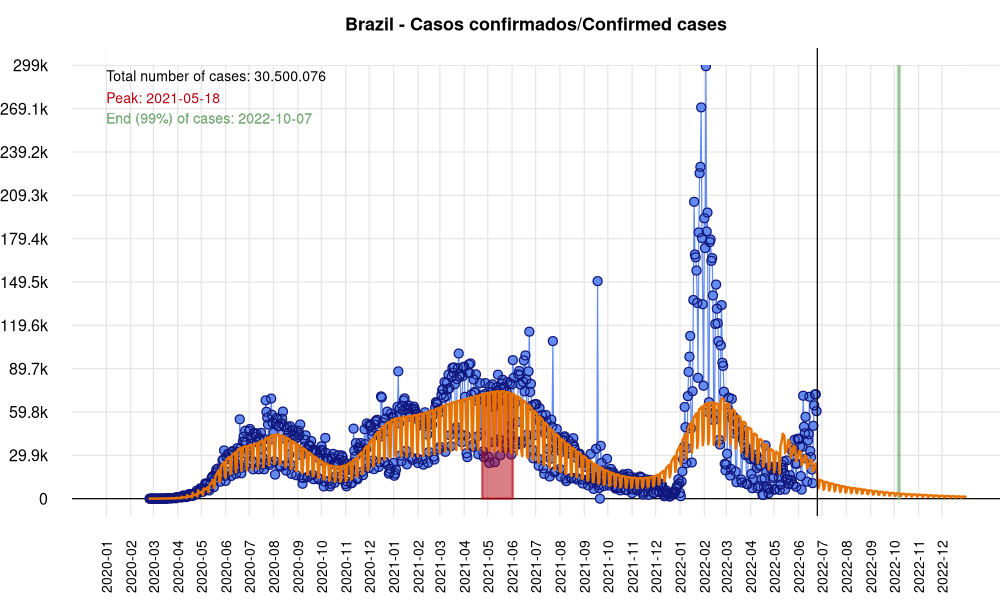 Brazil - Casos confirmados/Confirmed cases
299k
Total number of cases: 30.500.076
Peak: 2021-05-18
269.1k
End (99%) of cases: 2022-10-07
239.2k
209.3k
179.4k
149.5k
119.6k
89.7k
59.8k
29.9k
0
2020-01
2020-02
2020-03
2020-04
2020-05
2020-06
2020-07
2020-08
2020-09
2020-10
2020-11
2020-12
2021-01
2021-02
2021-03
2021-04
2021-05
2021-06
2021-07
2021-08
2021-09
2021-10
2021-11
2021-12
2022-01
2022-02
2022-03
2022-04
2022-05
2022-06
2022-07
2022-08
2022-09
2022-10
2022-11
2022-12